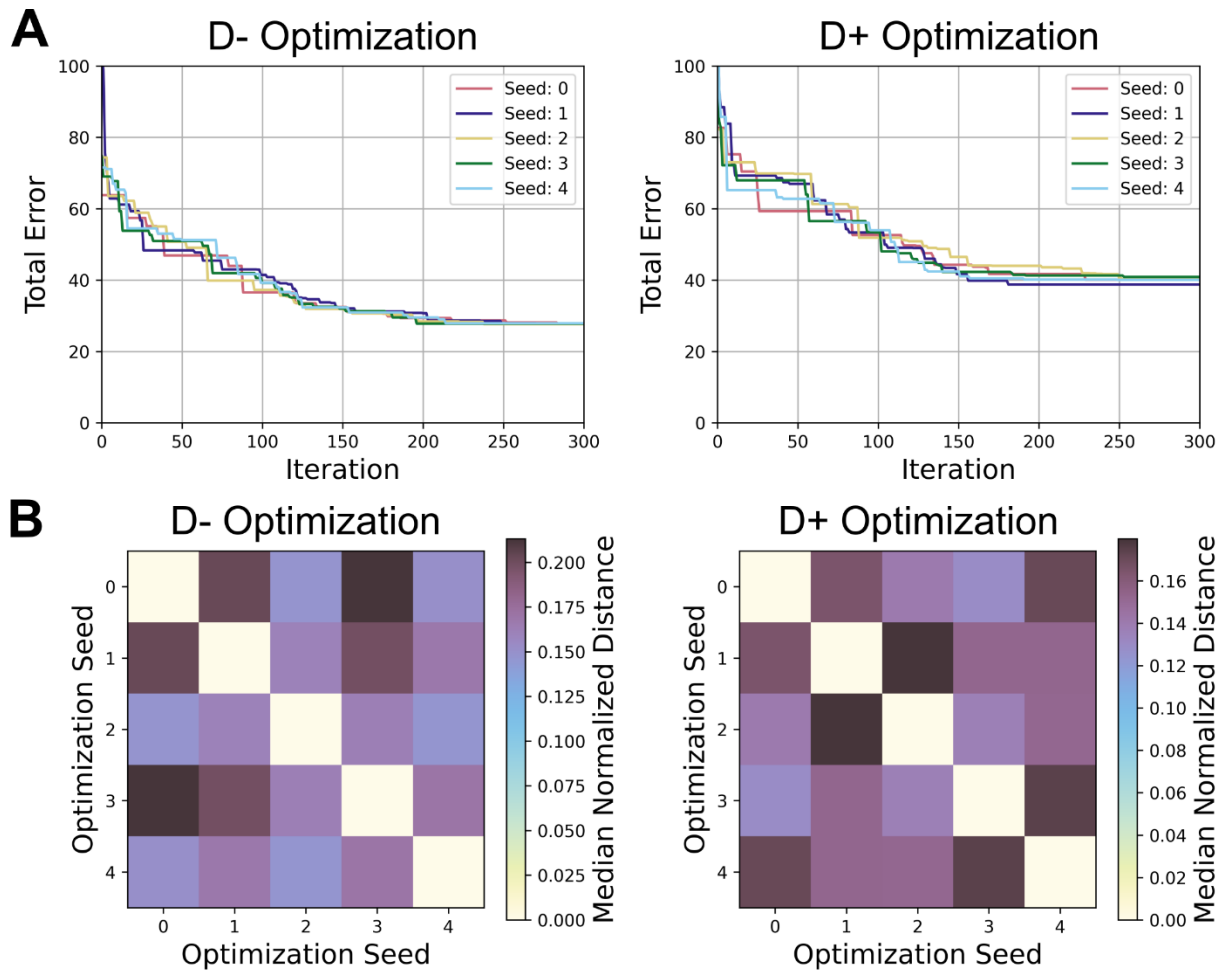 A
D- Optimization
D+ Optimization
100
80
60
40
20
0
Total Error
0
50
100
150
200
250
300
Iteration
Seed: 0
Seed: 1
Seed: 2
Seed: 3
Seed: 4
100
80
60
40
20
0
Total Error
0
50
100
150
200
250
300
Iteration
Seed: 0
Seed: 1
Seed: 2
Seed: 3
Seed: 4
B
D- Optimization
D+ Optimization
Optimization Seed
0
1
2
3
4
0
1
2
3
4
Optimization Seed
0.200
0.175
0.150
0.125
0.100
0.075
0.050
0.025
0.000
Median Normalized Distance
Optimization Seed
0
1
2
3
4
0
1
2
3
4
Optimization Seed
0.16
0.14
0.12
0.10
0.08
0.06
0.04
0.02
0.00
Median Normalized Distance